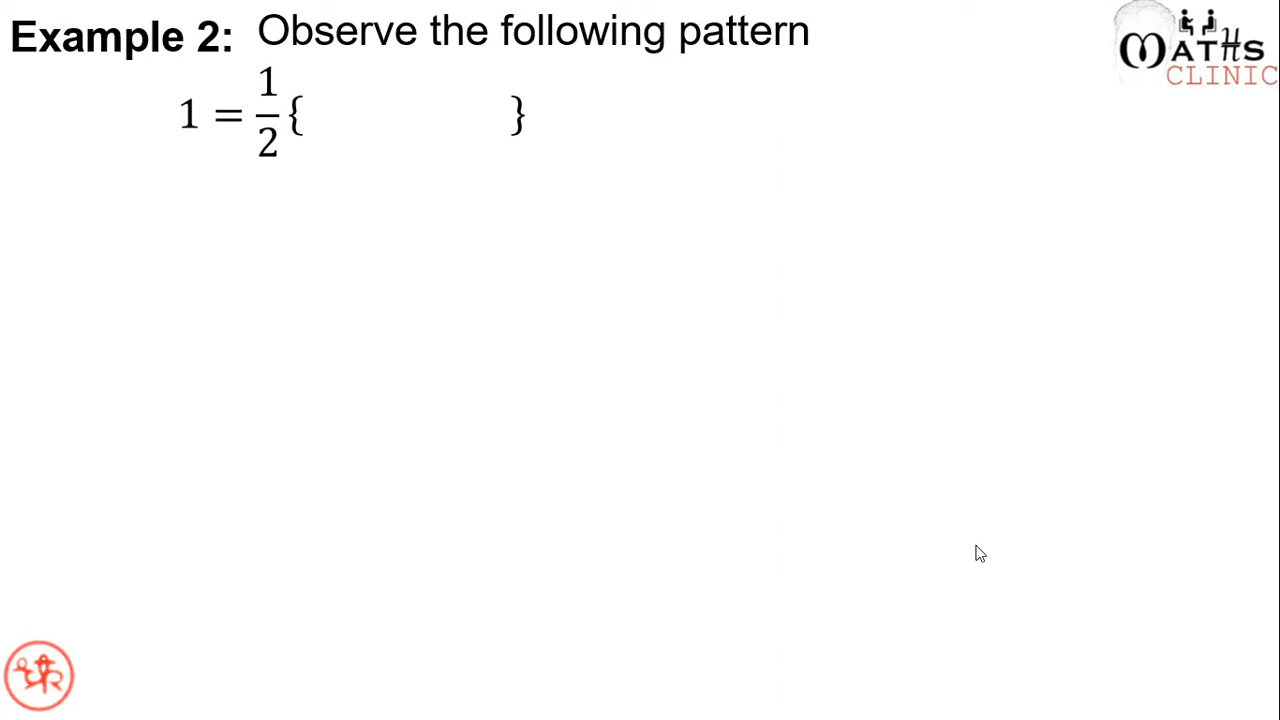 Example 2: Observe the following pattern
1 = 1/2 { }
MATHS
CLINIC